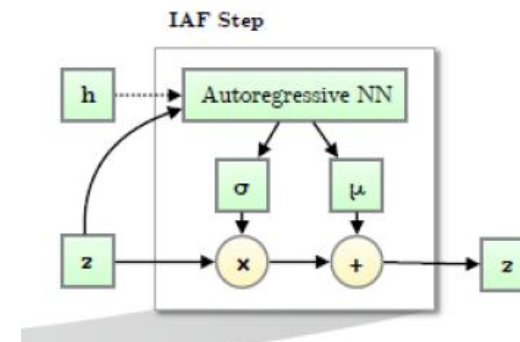 IAF Step
h
Autoregressive NN
σ
μ
z
×
+
z